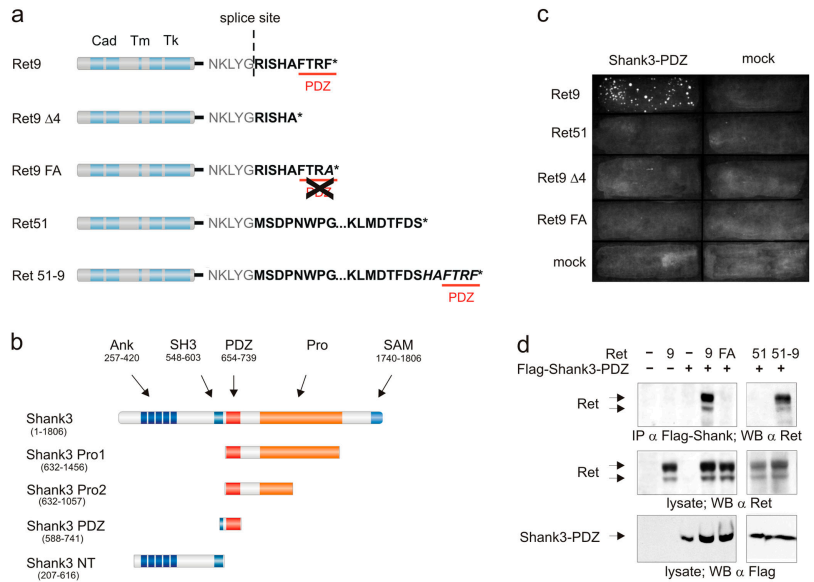 a
splice site
Cad Tm Tk
Ret9 NKLYGRISHAFTRF*
PDZ
Ret9 Δ4 NKLYGRISHA*
Ret9 FA NKLYGRISHAFTRA*
PDZ
Ret51 NKLYGMSDPNWPG...KLMDTFDS*
Ret 51-9 NKLYGMSDPNWPG...KLMDTFDSHAFTRF*
PDZ
b
Ank SH3 PDZ Pro SAM
257-420 548-603 654-739 1740-1806
Shank3
(1-1806)
Shank3 Pro1
(632-1456)
Shank3 Pro2
(632-1057)
Shank3 PDZ
(588-741)
Shank3 NT
(207-616)
c
Shank3-PDZ mock
Ret9
Ret51
Ret9 Δ4
Ret9 FA
mock
d
Ret – 9 – 9 FA 51 51-9
Flag-Shank3-PDZ – – + + + + +
Ret
IP α Flag-Shank; WB α Ret
Ret
lysate; WB α Ret
Shank3-PDZ
lysate; WB α Flag